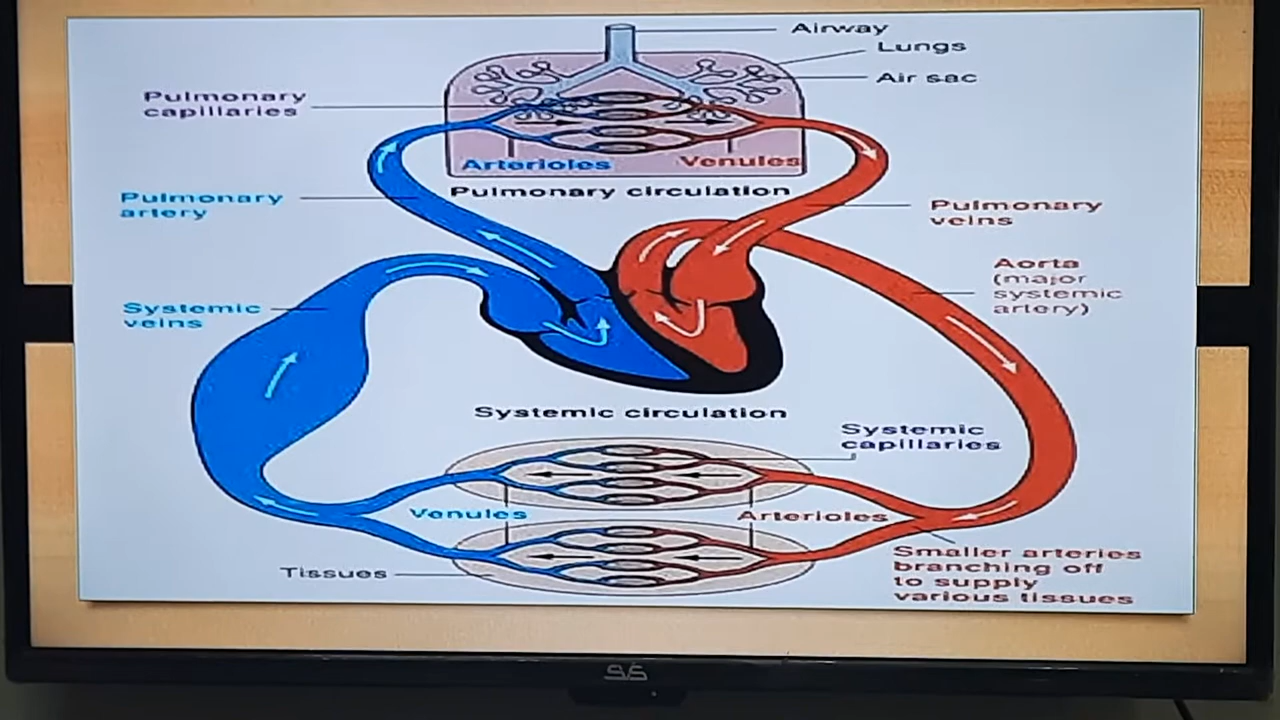 Airway
Lungs
Air sac
Pulmonary
capillaries
Arterioles
Venules
Pulmonary circulation
Pulmonary
artery
Pulmonary
veins
Aorta
(major
systemic
artery)
Systemic
veins
Systemic circulation
Systemic
capillaries
Venules
Arterioles
Smaller arteries
branching off
to supply
various tissues
Tissues
SVS